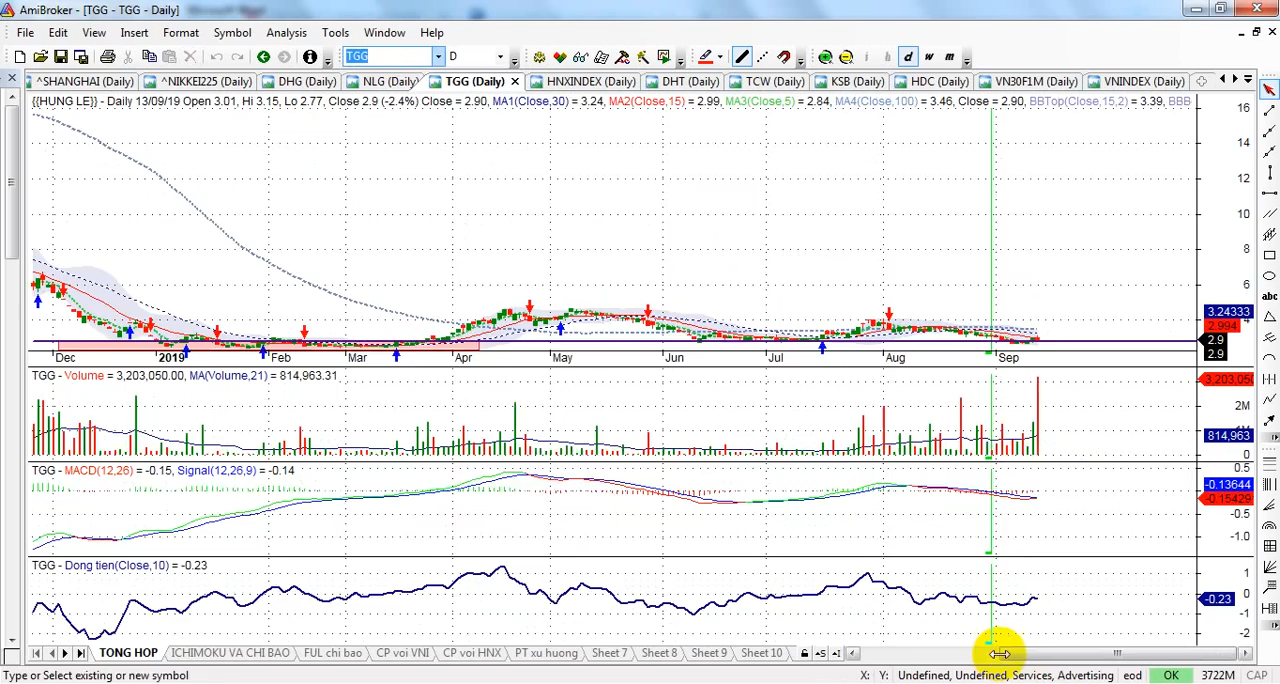 AmiBroker - [TGG - TGG - Daily]
File Edit View Insert Format Symbol Analysis Tools Window Help
TGG D d w m
^SHANGHAI (Daily) ^NIKKE225 (Daily) DHG (Daily) NLG (Daily) TGG (Daily) HNXINDEX (Daily) DHT (Daily) TCW (Daily) KSB (Daily) HDC (Daily) VN30F1M (Daily) VNINDEX (Daily)
{{HUNG LE}} - Daily 13/09/19 Open 3.01, Hi 3.15, Lo 2.77, Close 2.9 (-2.4%) Close = 2.90, MA1(Close,30) = 3.24, MA2(Close,15) = 2.99, MA3(Close,5) = 2.84, MA4(Close,100) = 3.46, Close = 2.90, BBTop(Close,15,2) = 3.39, BBB
16
14
12
10
8
6
3.24333
2.994
4
2.9
2.9
Dec 2019 Feb Mar Apr May Jun Jul Aug Sep
TGG - Volume = 3,203,050.00, MA(Volume,21) = 814,963.31
3,203,050
2M
814,963
0
TGG - MACD(12,26) = -0.15, Signal(12,26,9) = -0.14
0.5
-0.13644
-0.15429
-0.5
-1.0
TGG - Dong tien(Close,10) = -0.23
1
0
-0.23
-1
-2
TONG HOP ICHIMOKU VA CHI BAO FUL chi bao CP voi VNI CP voi HNX PT xu huong Sheet 7 Sheet 8 Sheet 9 Sheet 10
Type or Select existing or new symbol X: Y: Undefined, Undefined, Services, Advertising eod OK 3722M CAP